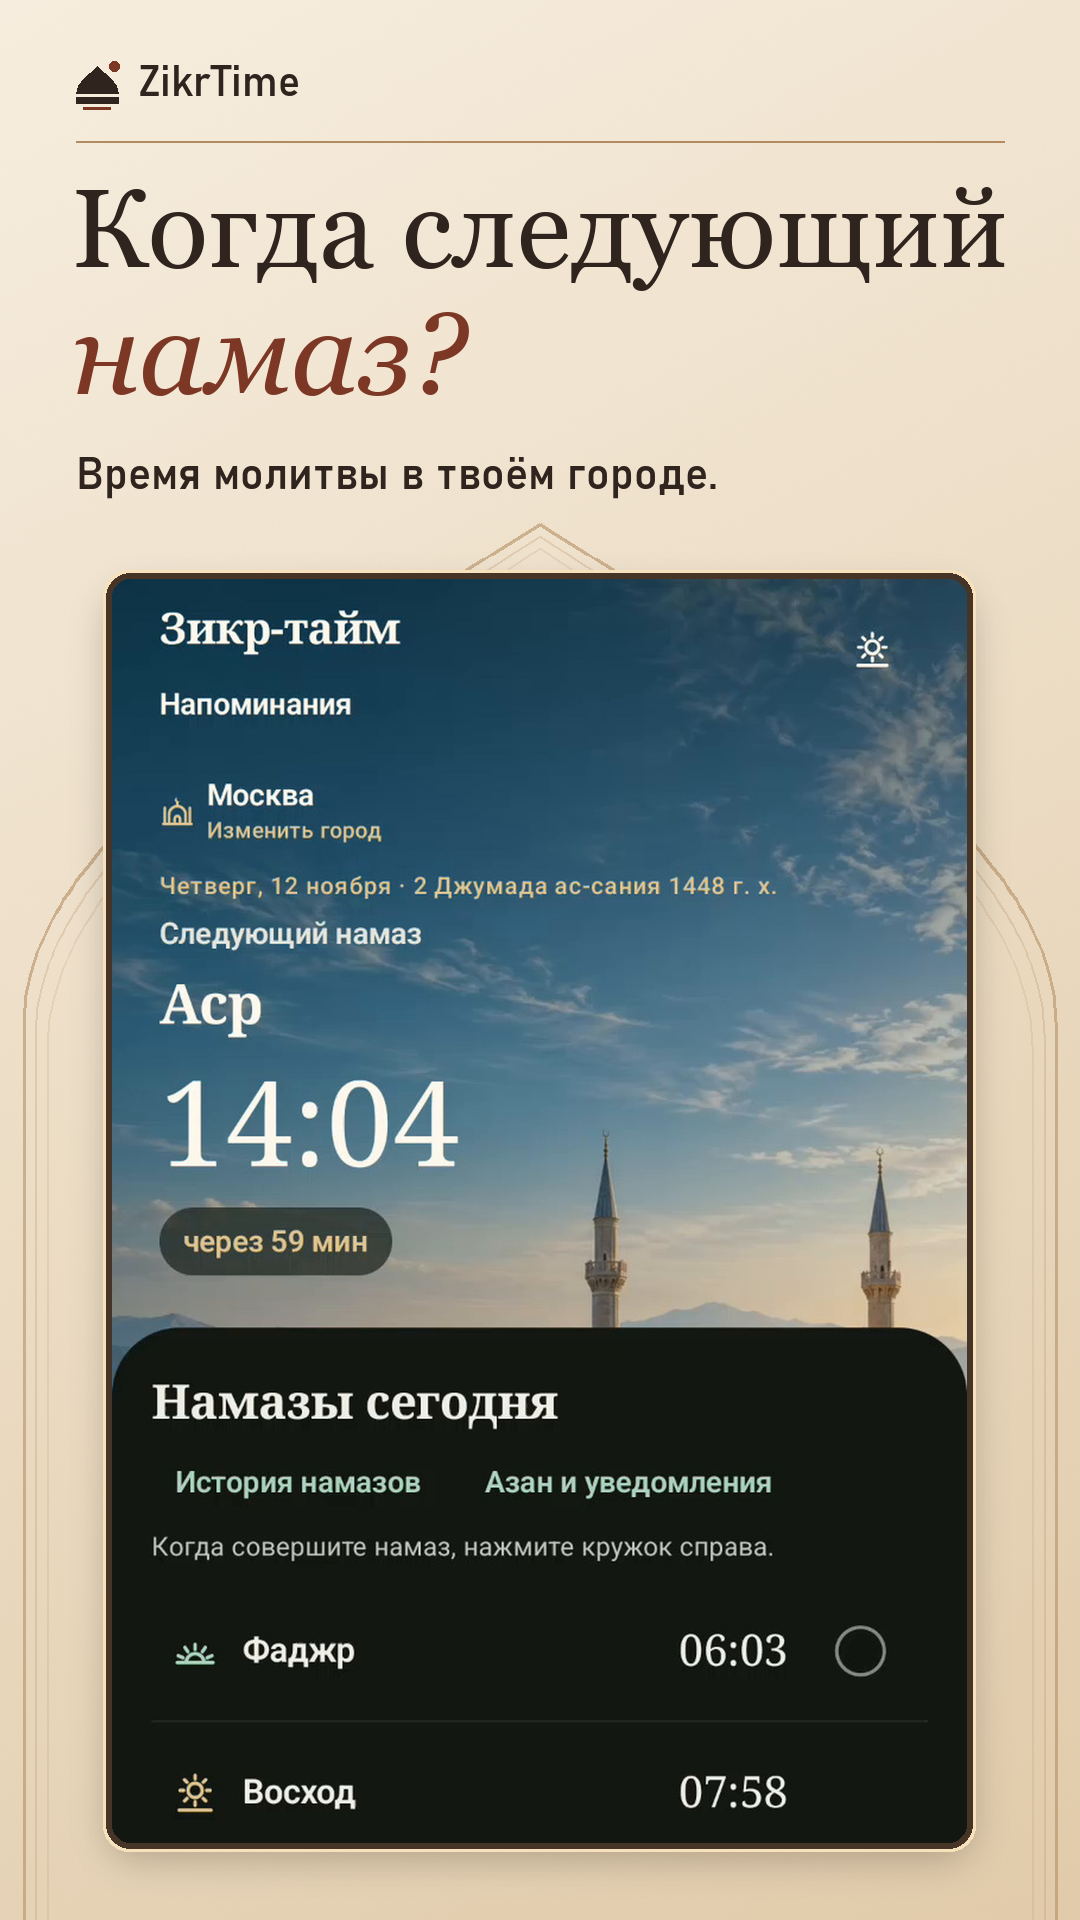 ZikrTime
Когда следующий
намаз?
Время молитвы в твоём городе.
Зикр-тайм
Напоминания
Москва
Изменить город
Четверг, 12 ноября · 2 Джумада ас-сания 1448 г. х.
Следующий намаз
Аср
14:04
через 59 мин
Намазы сегодня
История намазов Азан и уведомления
Когда совершите намаз, нажмите кружок справа.
Фаджр 06:03
Восход 07:58